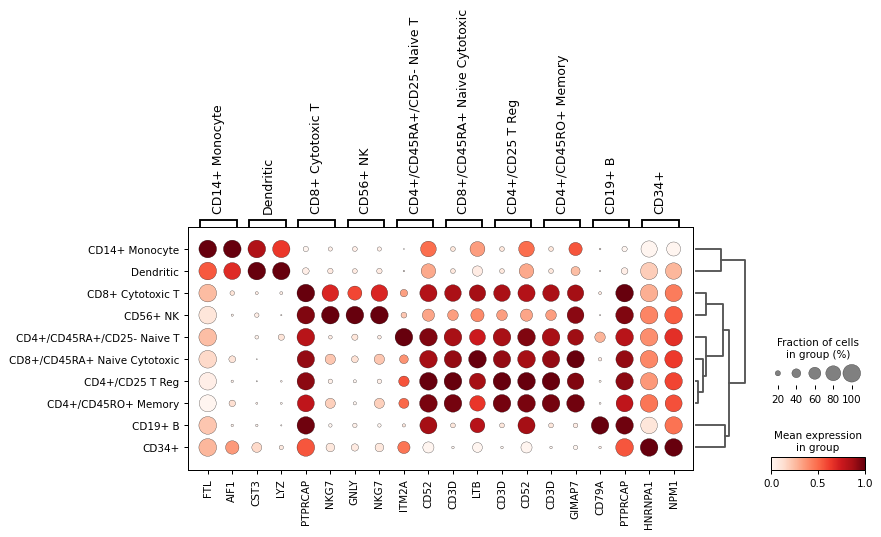 CD14+ Monocyte
Dendritic
CD8+ Cytotoxic T
CD56+ NK
CD4+/CD45RA+/CD25- Naive T
CD8+/CD45RA+ Naive Cytotoxic
CD4+/CD25 T Reg
CD4+/CD45RO+ Memory
CD19+ B
CD34+
CD14+ Monocyte
Dendritic
CD8+ Cytotoxic T
CD56+ NK
CD4+/CD45RA+/CD25- Naive T
CD8+/CD45RA+ Naive Cytotoxic
CD4+/CD25 T Reg
CD4+/CD45RO+ Memory
CD19+ B
CD34+
FTL
AIF1
CST3
LYZ
PTPRCAP
NKG7
GNLY
NKG7
ITM2A
CD52
CD3D
LTB
CD3D
CD52
CD3D
GIMAP7
CD79A
PTPRCAP
HNRNPA1
NPM1
Fraction of cells
in group (%)
20 40 60 80 100
Mean expression
in group
0.0 0.5 1.0